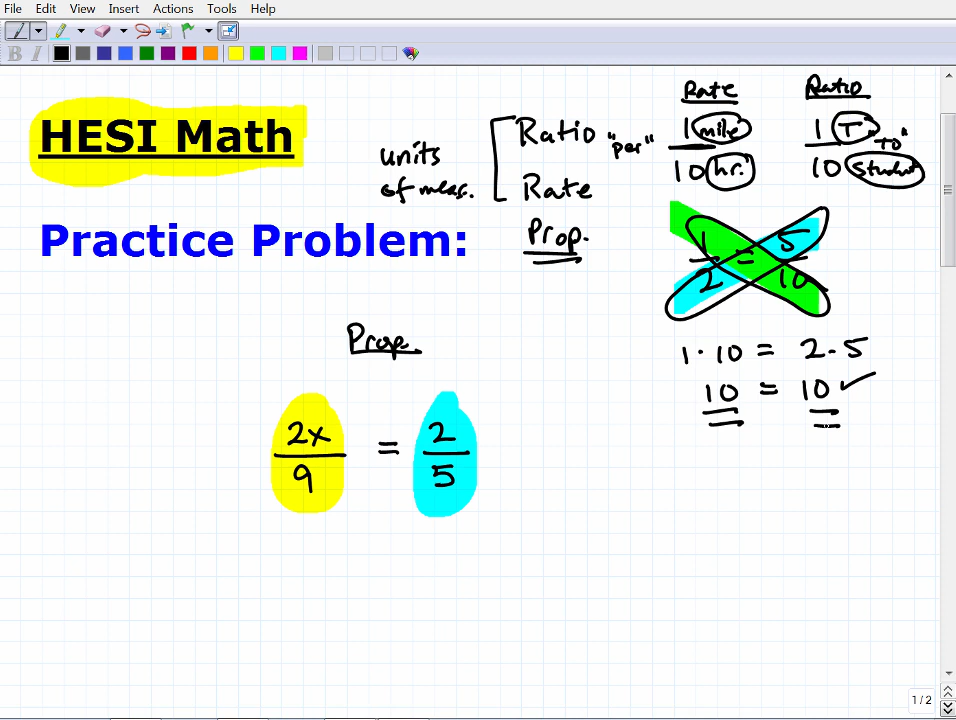 File Edit View Insert Actions Tools Help
B I
HESI Math
Practice Problem:
units
of meas.
Ratio "per"
Rate
Prop.
Rate
1 mile
10 hr.
Ratio
1 T "TO"
10 Student
1/2 = 5/10
1 · 10 = 2 · 5
10 = 10 ✓
Prop.
2x/9 = 2/5
1 / 2